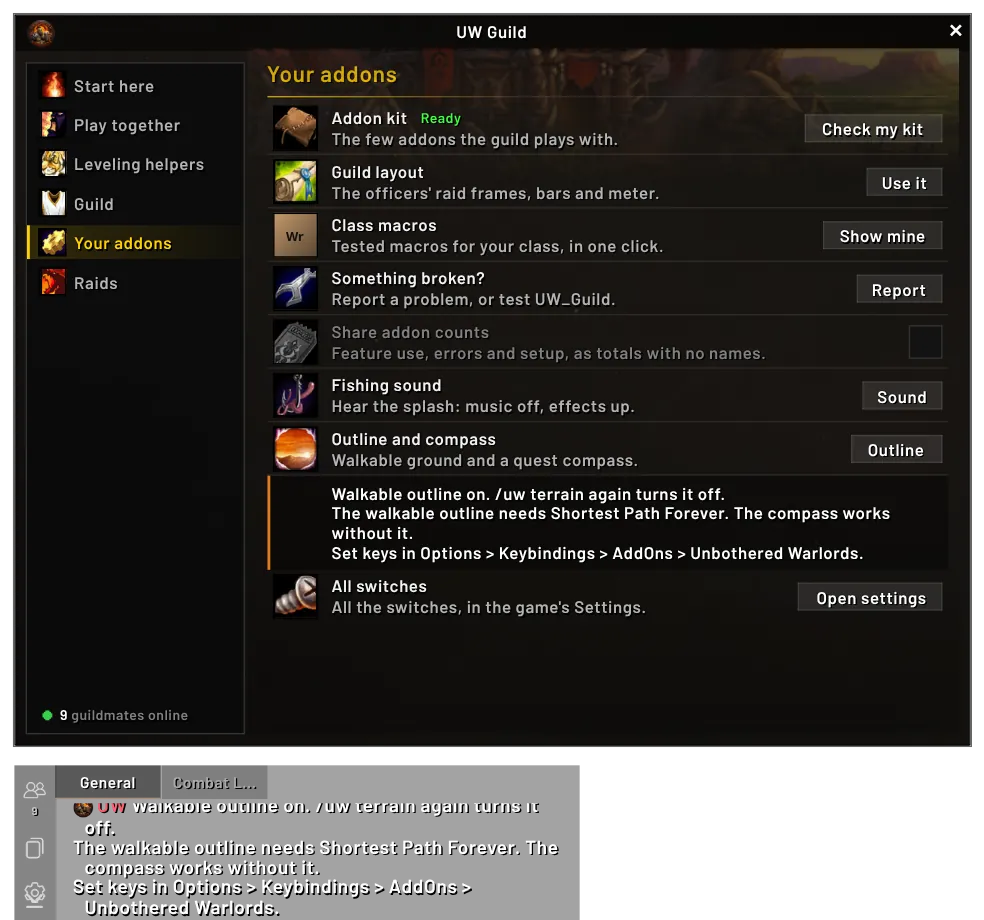 UW Guild
Start here
Play together
Leveling helpers
Guild
Your addons
Raids
9 guildmates online
Your addons
Addon kit Ready
The few addons the guild plays with.
Check my kit
Guild layout
The officers' raid frames, bars and meter.
Use it
Wr
Class macros
Tested macros for your class, in one click.
Show mine
Something broken?
Report a problem, or test UW_Guild.
Report
Share addon counts
Feature use, errors and setup, as totals with no names.
Fishing sound
Hear the splash: music off, effects up.
Sound
Outline and compass
Walkable ground and a quest compass.
Outline
Walkable outline on. /uw terrain again turns it off.
The walkable outline needs Shortest Path Forever. The compass works
without it.
Set keys in Options > Keybindings > AddOns > Unbothered Warlords.
All switches
All the switches, in the game's Settings.
Open settings
General
Combat L...
9
UW Walkable outline on. /uw terrain again turns it
off.
The walkable outline needs Shortest Path Forever. The
compass works without it.
Set keys in Options > Keybindings > AddOns >
Unbothered Warlords.